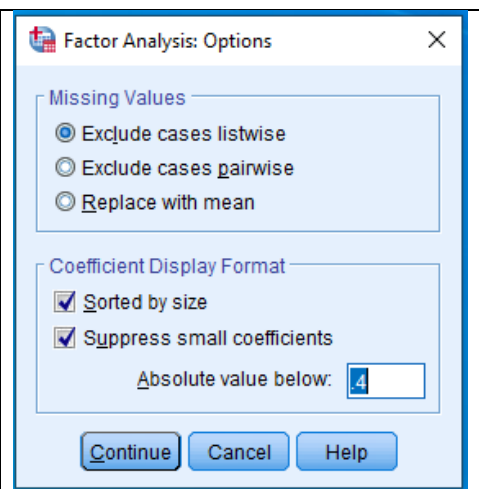 Factor Analysis: Options
Missing Values
Exclude cases listwise
Exclude cases pairwise
Replace with mean
Coefficient Display Format
Sorted by size
Suppress small coefficients
Absolute value below: .4
Continue Cancel Help